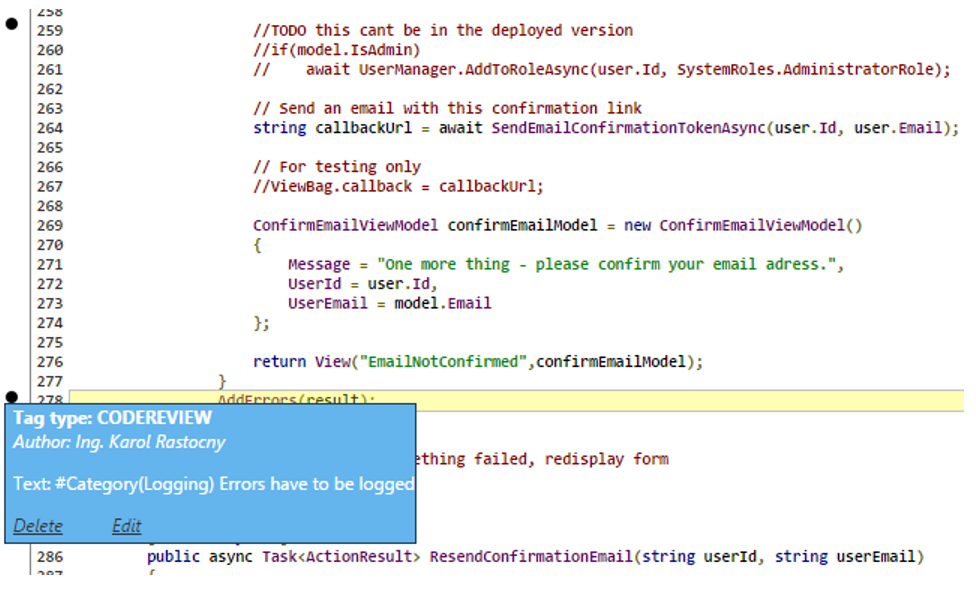 258
259 //TODO this cant be in the deployed version
260 //if(model.IsAdmin)
261 //    await UserManager.AddToRoleAsync(user.Id, SystemRoles.AdministratorRole);
262
263 // Send an email with this confirmation link
264 string callbackUrl = await SendEmailConfirmationTokenAsync(user.Id, user.Email);
265
266 // For testing only
267 //ViewBag.callback = callbackUrl;
268
269 ConfirmEmailViewModel confirmEmailModel = new ConfirmEmailViewModel()
270 {
271     Message = "One more thing - please confirm your email adress.",
272     UserId = user.Id,
273     UserEmail = model.Email
274 };
275
276 return View("EmailNotConfirmed",confirmEmailModel);
277 }
278 AddErrors(result);
Tag type: CODEREVIEW
Author: Ing. Karol Rastocny
ething failed, redisplay form
Text: #Category(Logging) Errors have to be logged
Delete Edit
286 public async Task<ActionResult> ResendConfirmationEmail(string userId, string userEmail)
287 {